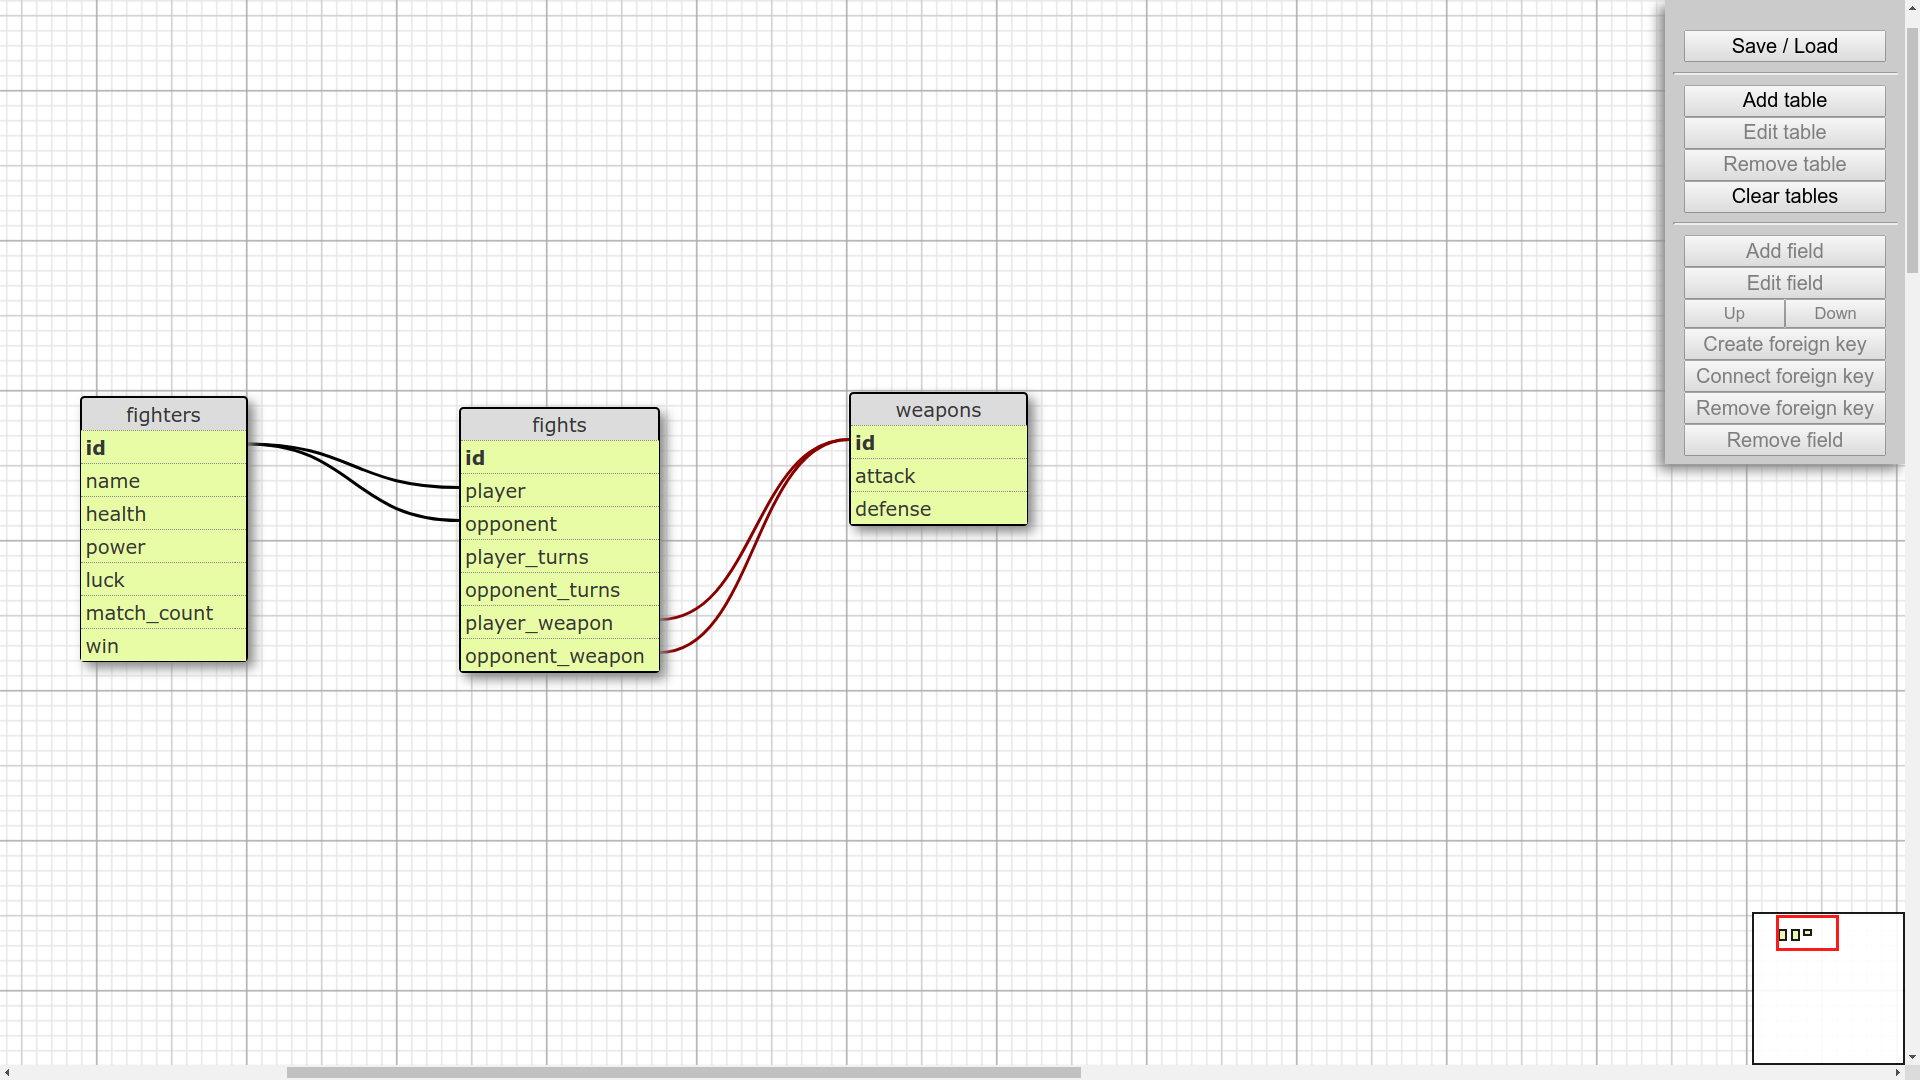 fighters
id
name
health
power
luck
match_count
win
fights
id
player
opponent
player_turns
opponent_turns
player_weapon
opponent_weapon
weapons
id
attack
defense
Save / Load
Add table
Edit table
Remove table
Clear tables
Add field
Edit field
Up Down
Create foreign key
Connect foreign key
Remove foreign key
Remove field